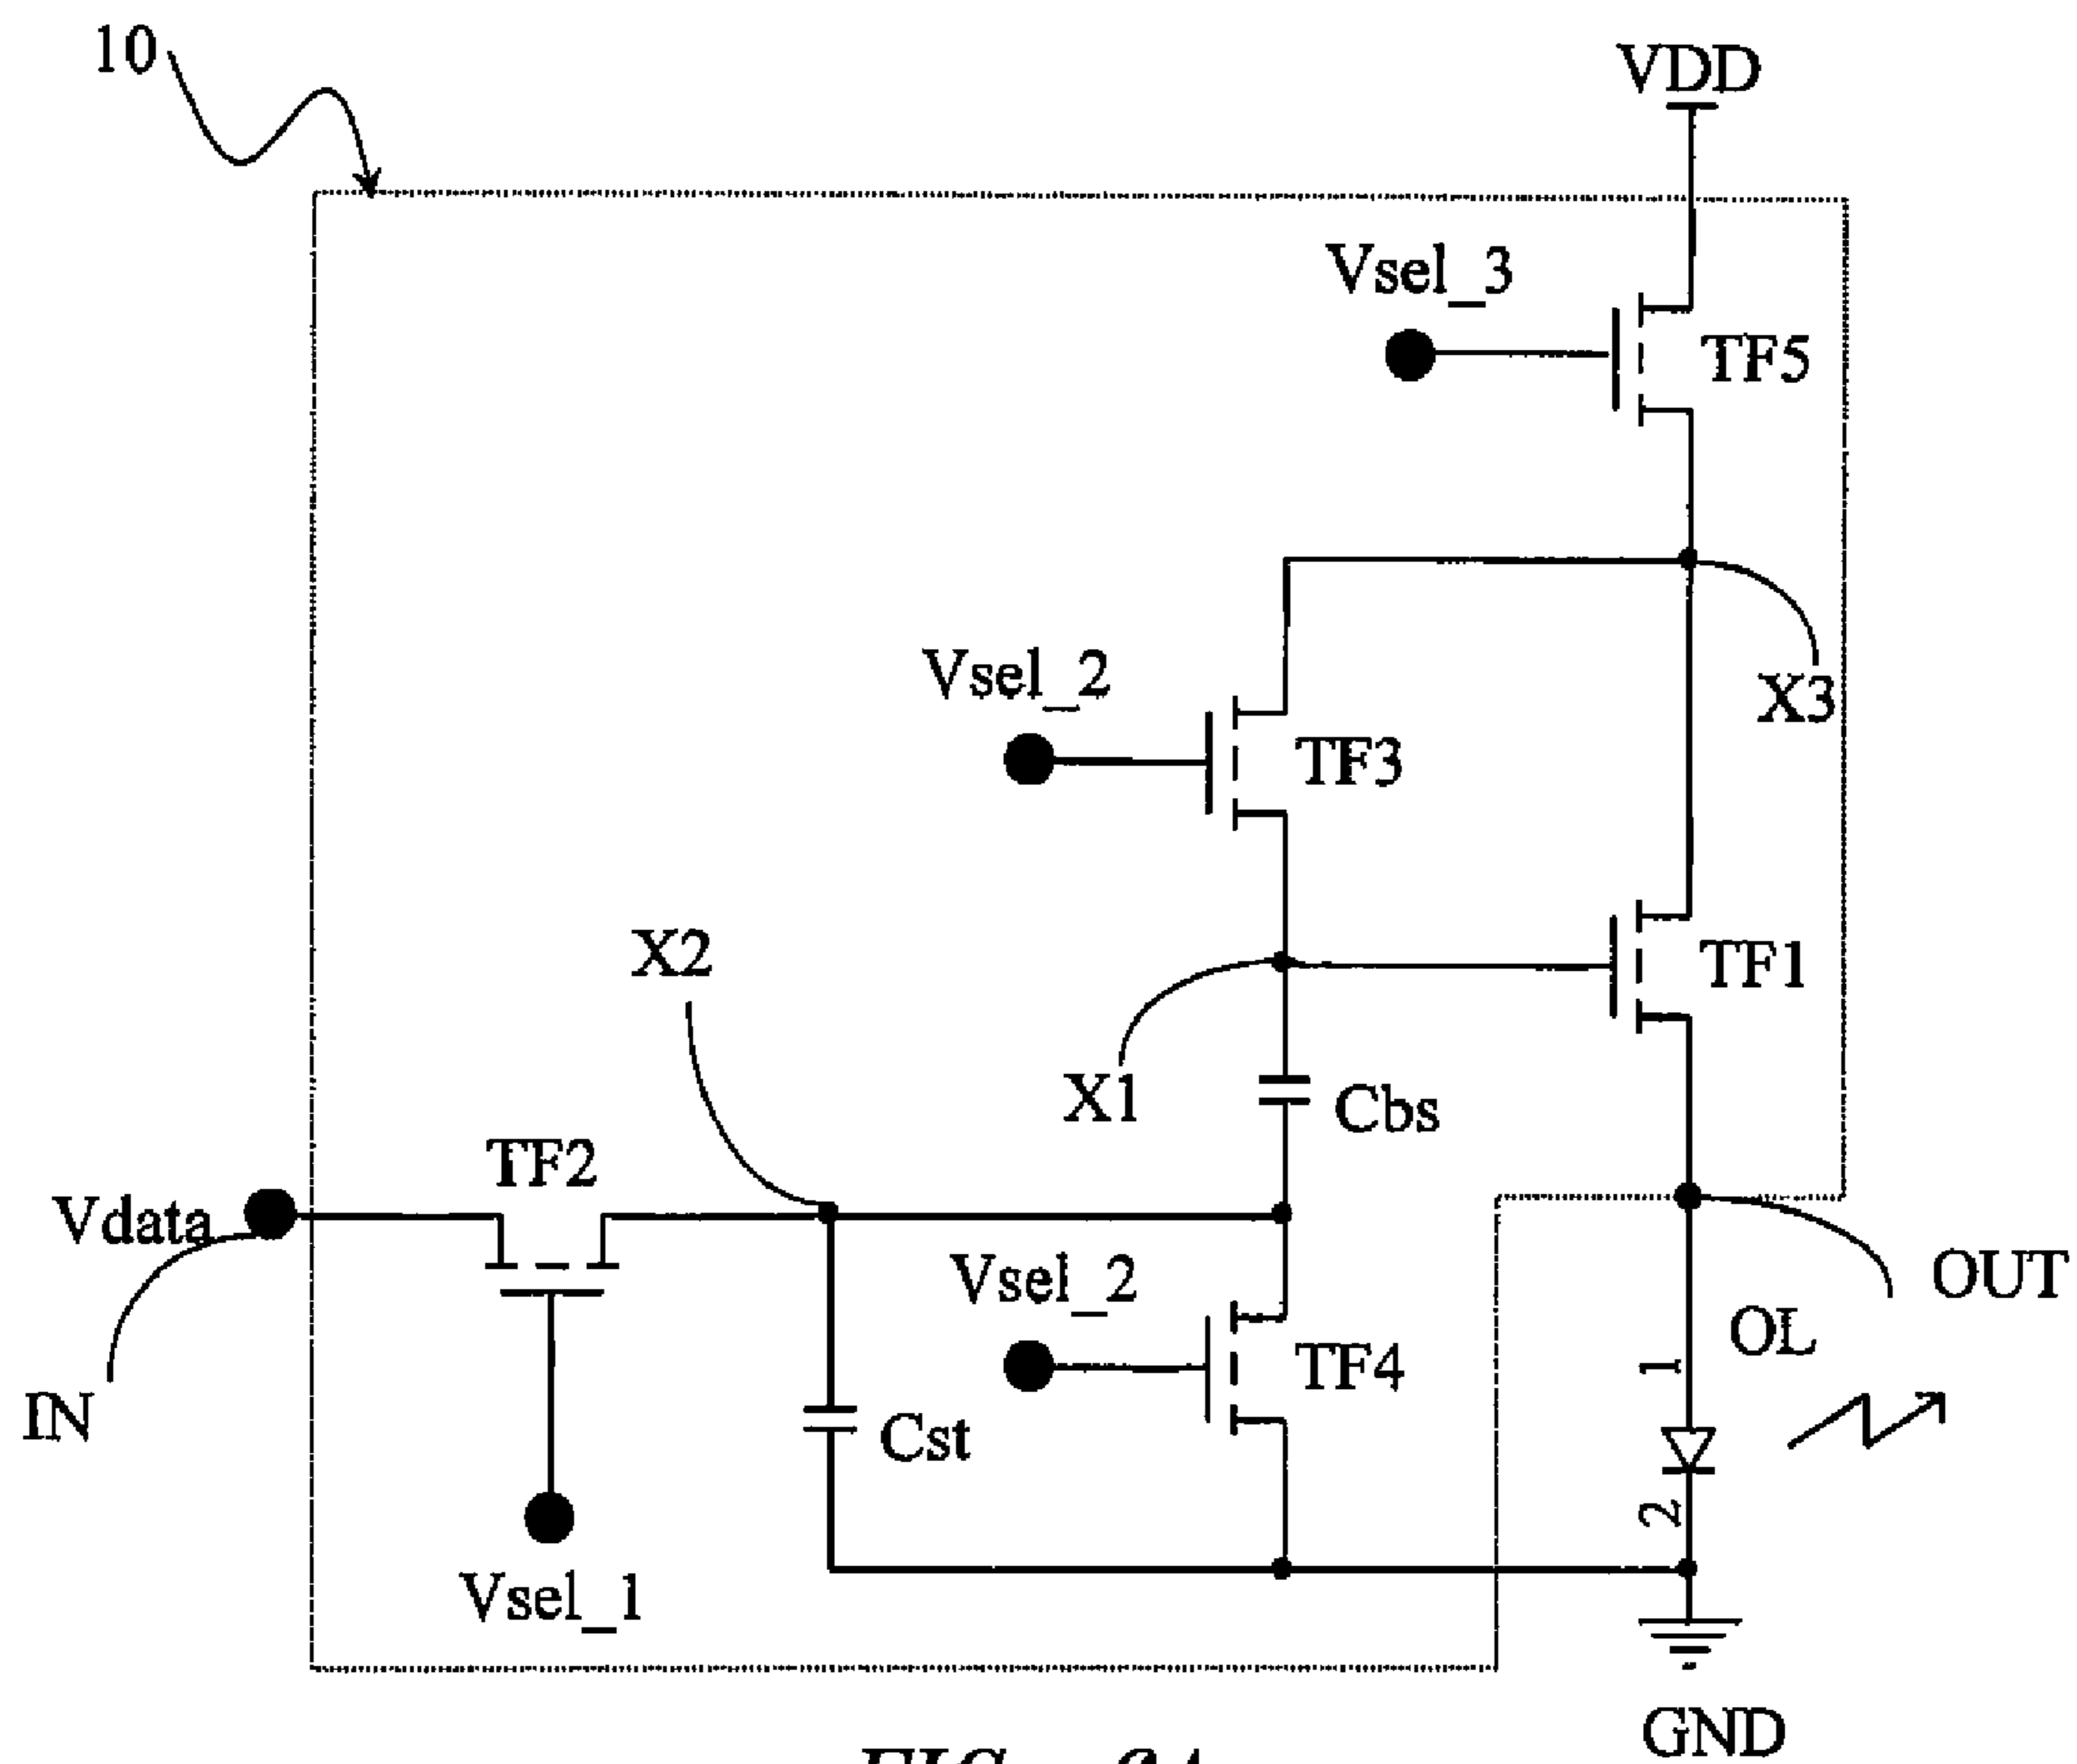 10
VDD
Vsel_3
TF5
Vsel_2
TF3
X3
X2
TF1
X1
Cbs
TF2
Vdata
Vsel_2
OUT
OL
1
TF4
IN
Cst
2
Vsel_1
GND